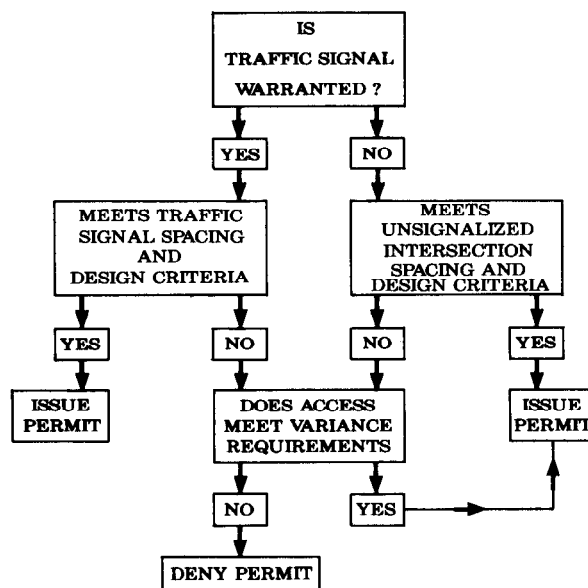 IS
TRAFFIC SIGNAL
WARRANTED ?
YES
NO
MEETS TRAFFIC
SIGNAL SPACING
AND
DESIGN CRITERIA
MEETS
UNSIGNALIZED
INTERSECTION
SPACING AND
DESIGN CRITERIA
YES
NO
NO
YES
ISSUE
PERMIT
DOES ACCESS
MEET VARIANCE
REQUIREMENTS
ISSUE
PERMIT
NO
YES
DENY PERMIT